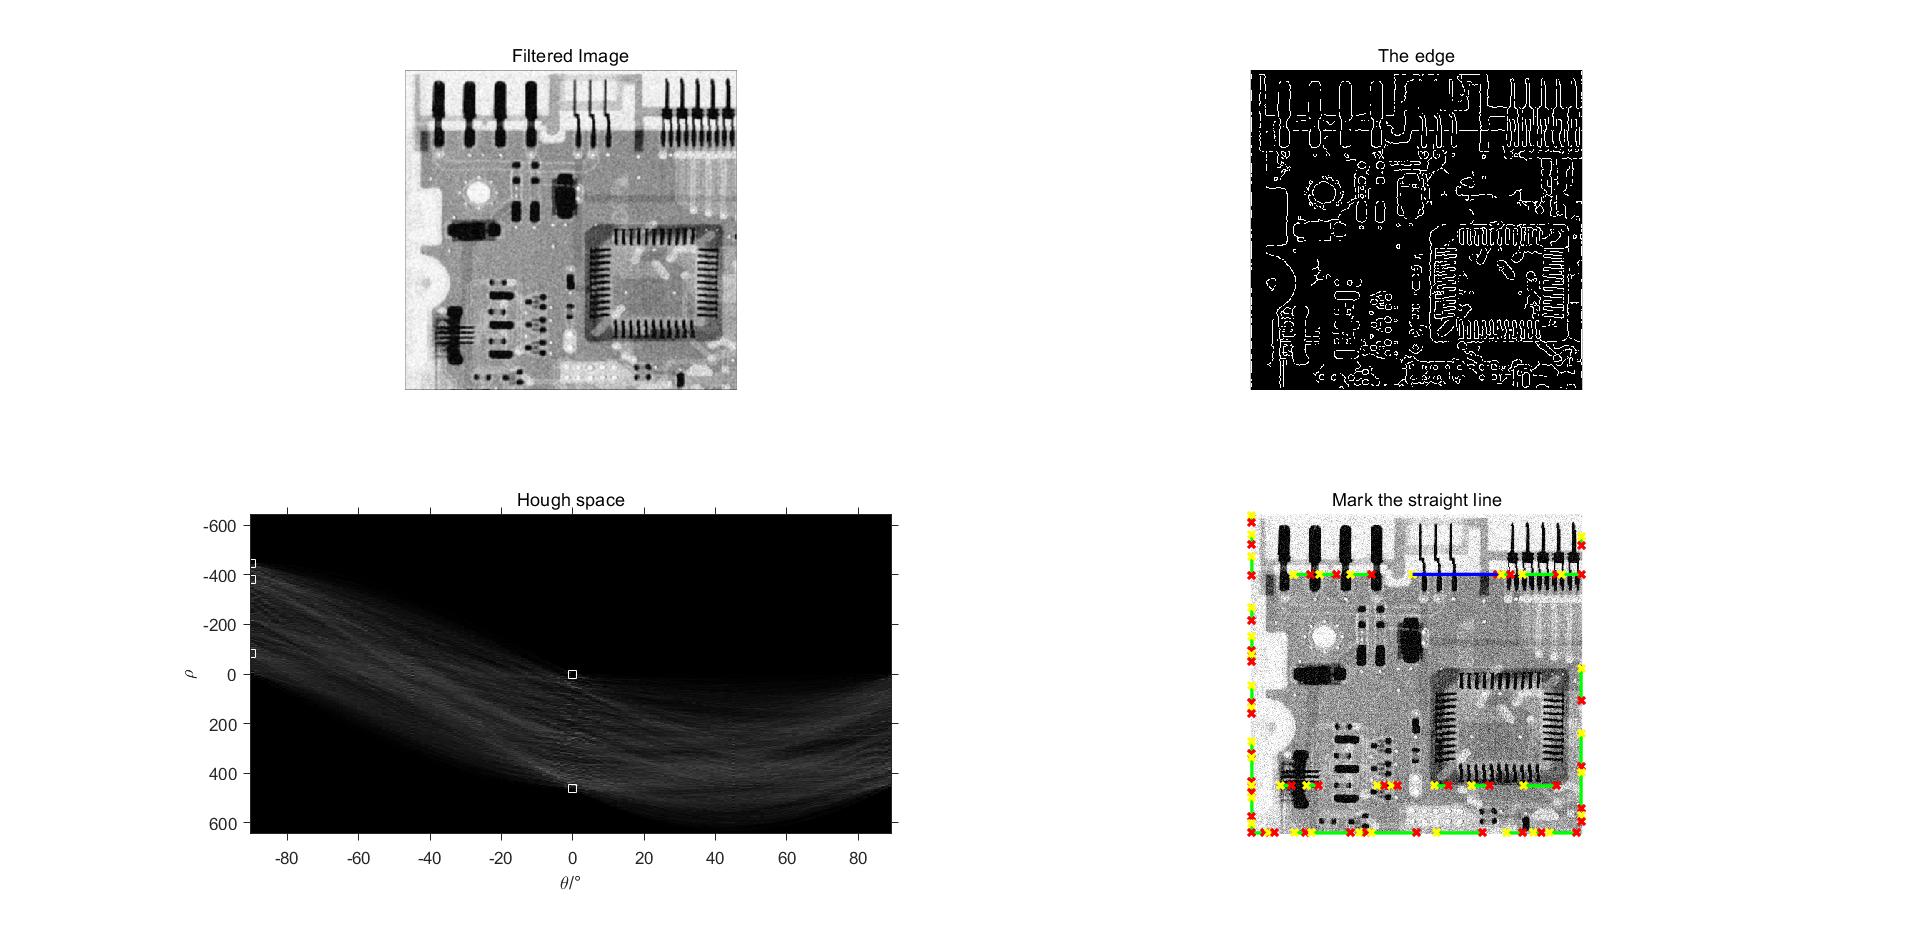 Filtered Image
The edge
Hough space
-600
-400
-200
0
200
400
600
ρ
-80 -60 -40 -20 0 20 40 60 80
θ/°
Mark the straight line